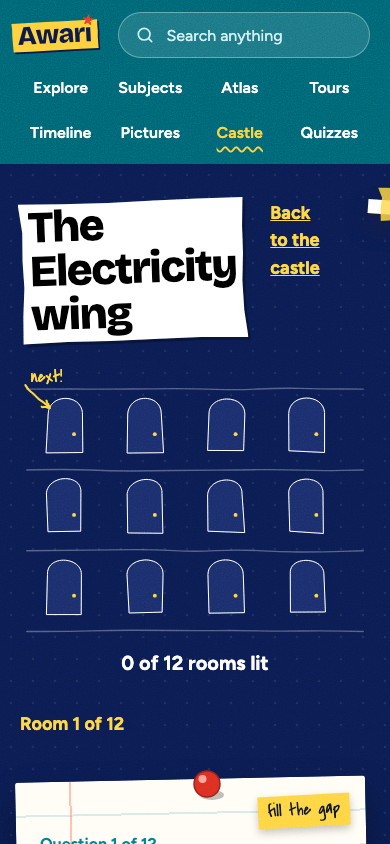 Awari
Search anything
Explore
Subjects
Atlas
Tours
Timeline
Pictures
Castle
Quizzes
The
Electricity
wing
Back
to the
castle
next!
0 of 12 rooms lit
Room 1 of 12
fill the gap
Question 1 of 12